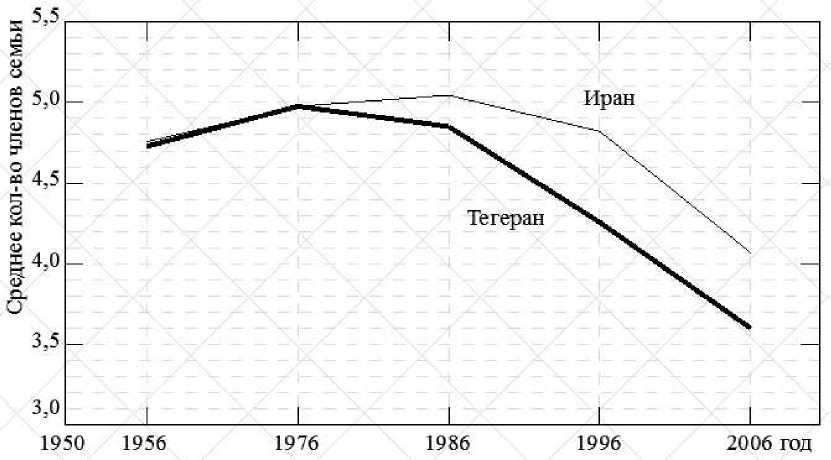 Среднее кол-во членов семьи
5,5
5,0
4,5
4,0
3,5
3,0
Иран
Тегеран
1950 1956 1976 1986 1996 2006 год